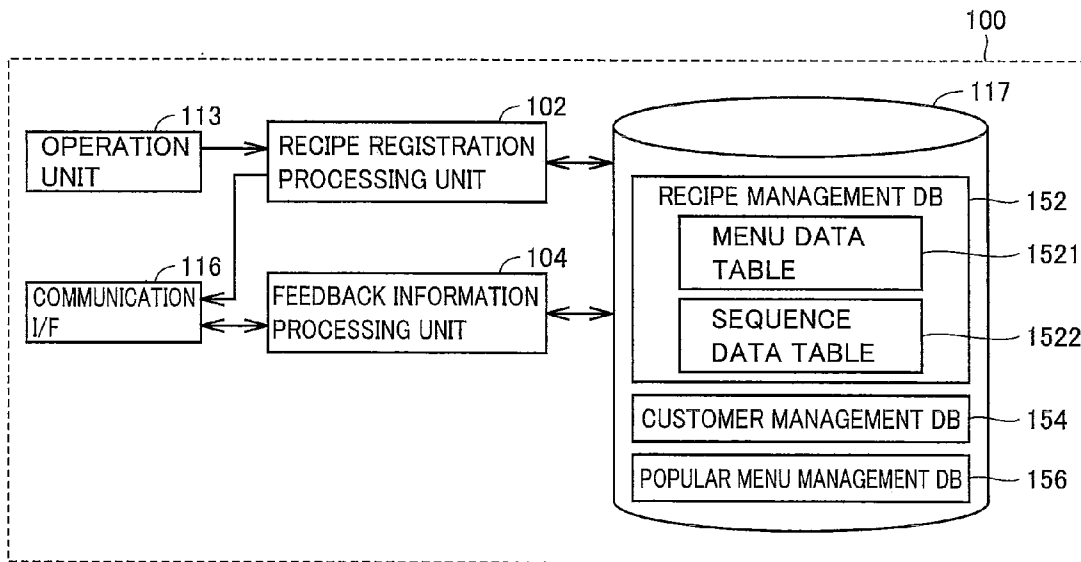 100
117
113
OPERATION
UNIT
102
RECIPE REGISTRATION
PROCESSING UNIT
116
COMMUNICATION
I/F
104
FEEDBACK INFORMATION
PROCESSING UNIT
RECIPE MANAGEMENT DB
152
MENU DATA
TABLE
1521
SEQUENCE
DATA TABLE
1522
CUSTOMER MANAGEMENT DB
154
POPULAR MENU MANAGEMENT DB
156